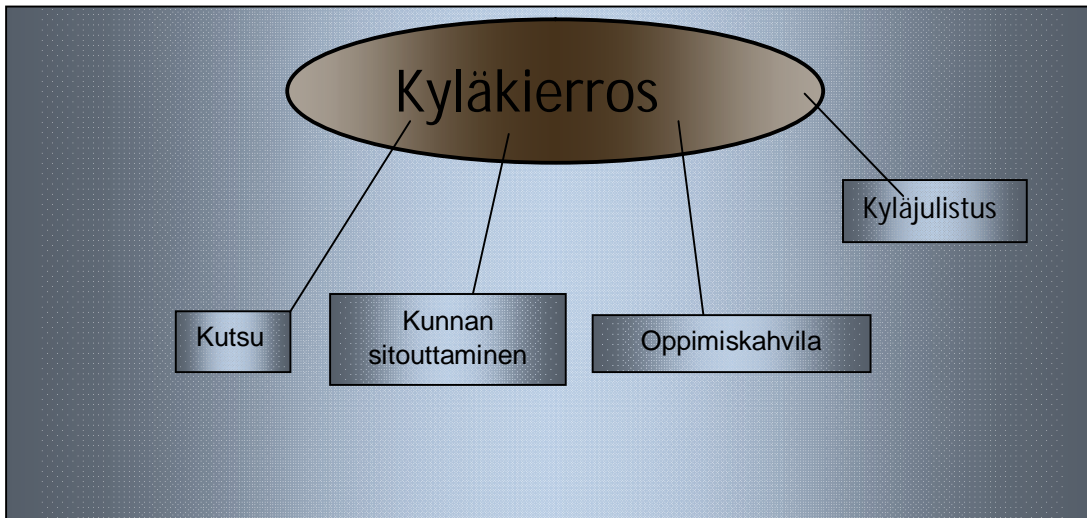 Kyläkierros
Kyläjulistus
Kutsu
Kunnan
sitouttaminen
Oppimiskahvila